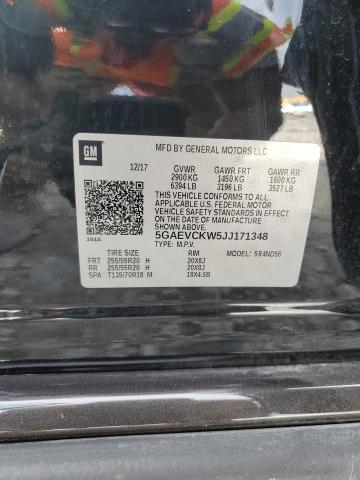 GM
MFD BY GENERAL MOTORS LLC
12/17 GVWR GAWR FRT GAWR RR
2900 KG 1450 KG 1600 KG
6394 LB 3196 LB 3527 LB
THIS VEHICLE CONFORMS TO ALL
APPLICABLE U.S. FEDERAL MOTOR
VEHICLE SAFETY STANDARDS IN EFFECT ON
THE DATE OF MANUFACTURE SHOWN ABOVE.
5GAEVCKW5JJ171348
384A TYPE: M.P.V.
TIRE SIZE RIM MODEL: 584ND56
FRT 255/55R20 H 20X8J
RR 255/55R20 H 20X8J
SPA T135/70R18 M 18X4.5B